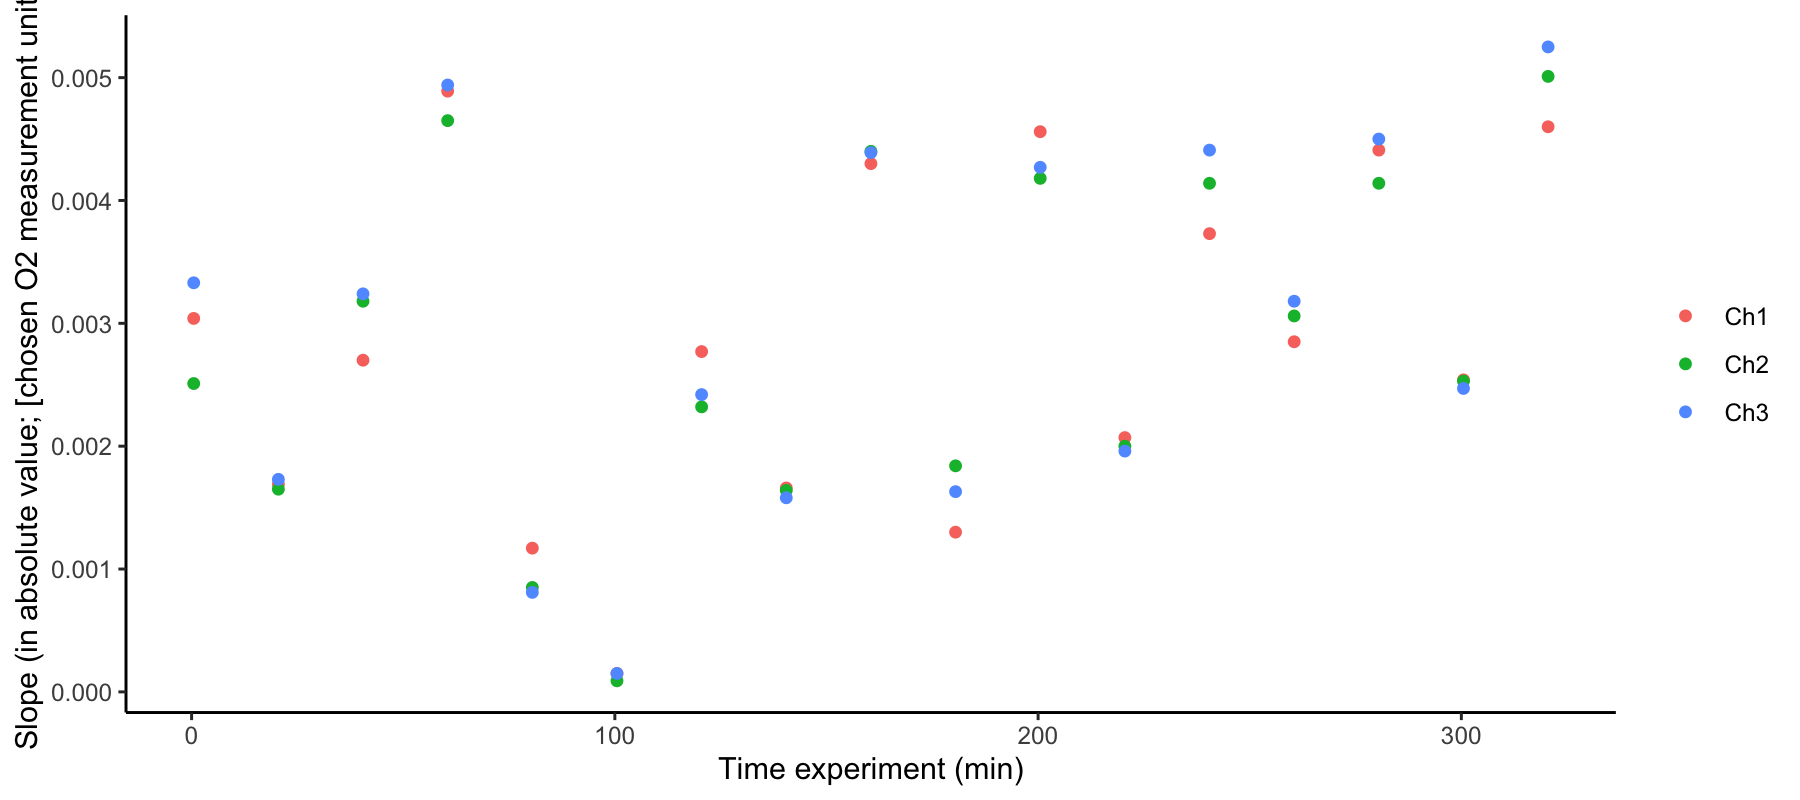 Slope (in absolute value; [chosen O2 measurement unit
0.005
0.004
0.003
0.002
0.001
0.000
0
100
200
300
Time experiment (min)
Ch1
Ch2
Ch3